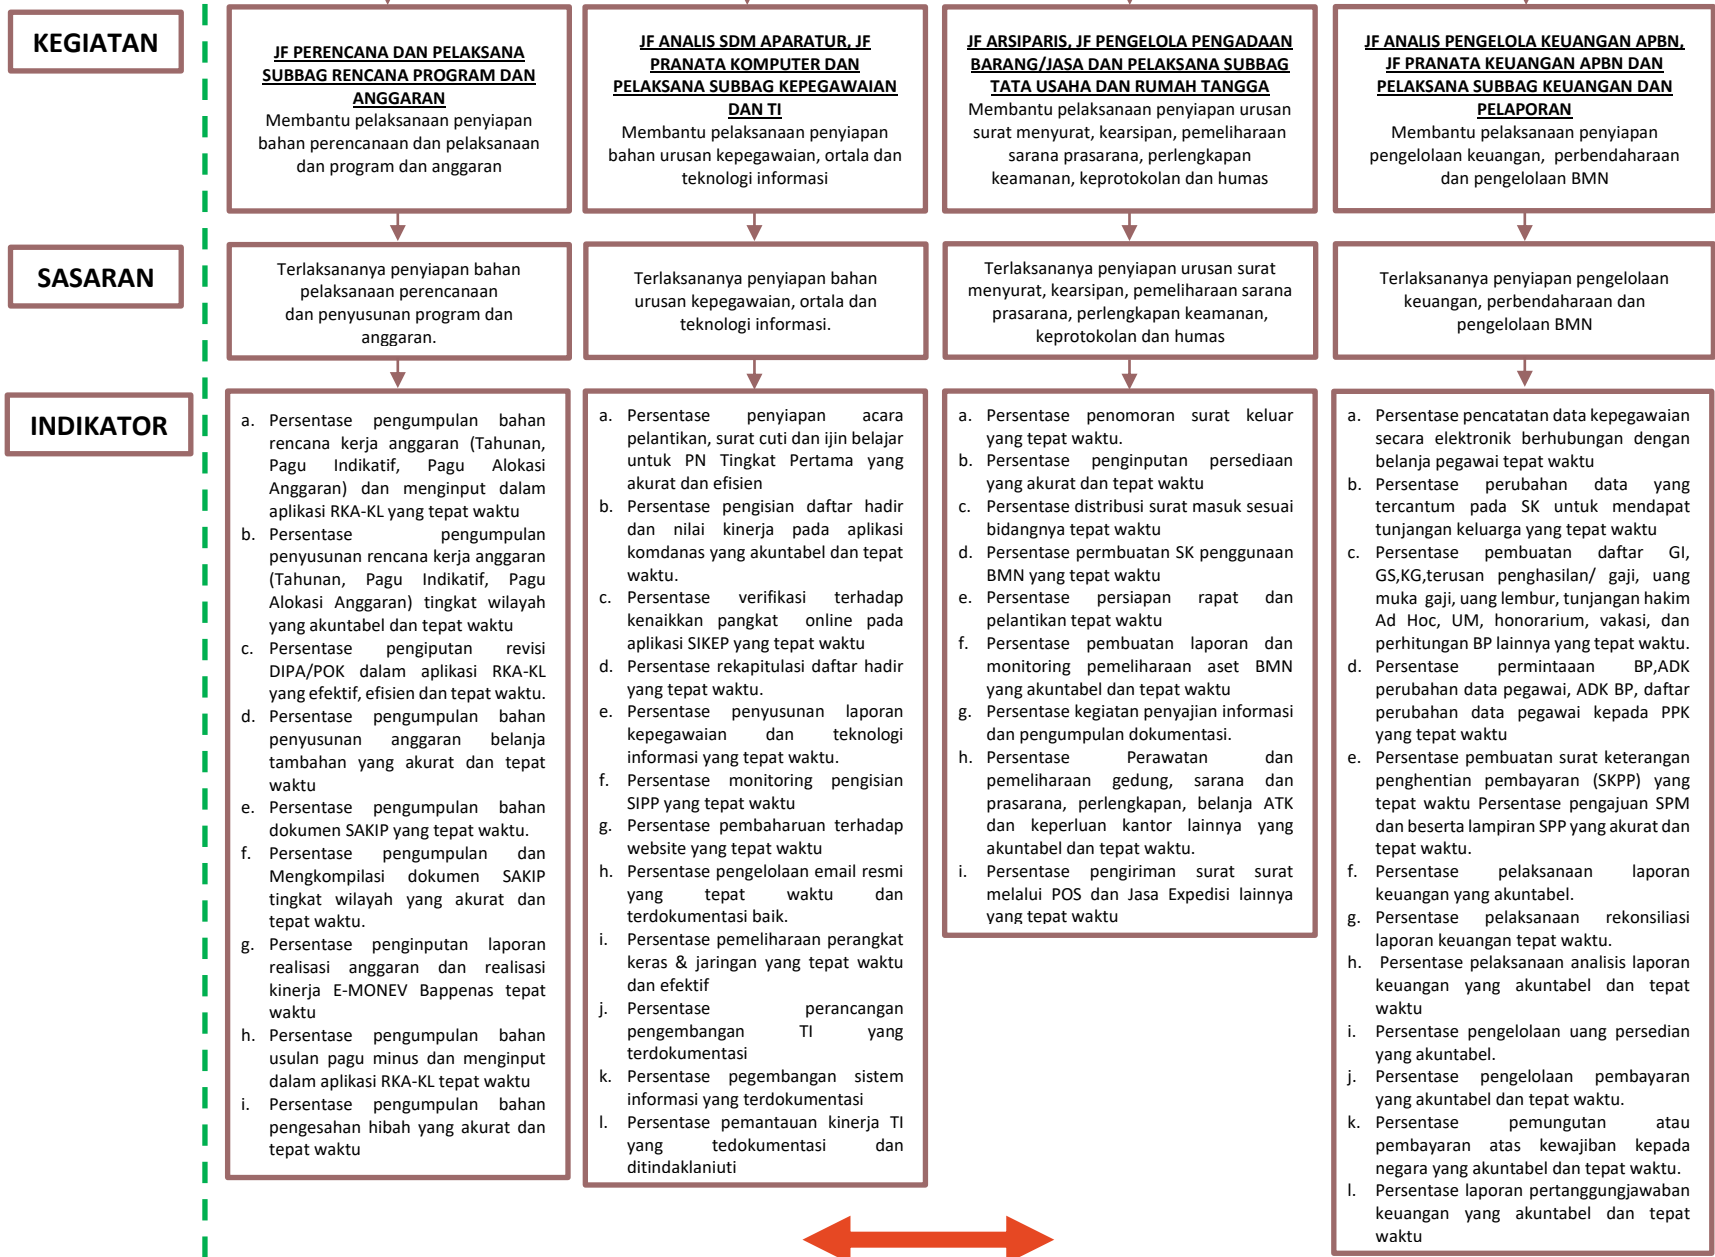 KEGIATAN
JF PERENCANA DAN PELAKSANA
SUBBAG RENCANA PROGRAM DAN
ANGGARAN
Membantu pelaksanaan penyiapan
bahan perencanaan dan pelaksanaan
dan program dan anggaran
JF ANALIS SDM APARATUR, JF
PRANATA KOMPUTER DAN
PELAKSANA SUBBAG KEPEGAWAIAN
DAN TI
Membantu pelaksanaan penyiapan
bahan urusan kepegawaian, ortala dan
teknologi informasi
JF ARSIPARIS, JF PENGELOLA PENGADAAN
BARANG/JASA DAN PELAKSANA SUBBAG
TATA USAHA DAN RUMAH TANGGA
Membantu pelaksanaan penyiapan urusan
surat menyurat, kearsipan, pemeliharaan
sarana prasarana, perlengkapan
keamanan, keprotokolan dan humas
JF ANALIS PENGELOLA KEUANGAN APBN,
JF PRANATA KEUANGAN APBN DAN
PELAKSANA SUBBAG KEUANGAN DAN
PELAPORAN
Membantu pelaksanaan penyiapan
pengelolaan keuangan, perbendaharaan
dan pengelolaan BMN
SASARAN
Terlaksananya penyiapan bahan
pelaksanaan perencanaan
dan penyusunan program dan
anggaran.
Terlaksananya penyiapan bahan
urusan kepegawaian, ortala dan
teknologi informasi.
Terlaksananya penyiapan urusan surat
menyurat, kearsipan, pemeliharaan sarana
prasarana, perlengkapan keamanan,
keprotokolan dan humas
Terlaksananya penyiapan pengelolaan
keuangan, perbendaharaan dan
pengelolaan BMN
INDIKATOR
a. Persentase pengumpulan bahan
rencana kerja anggaran (Tahunan,
Pagu Indikatif, Pagu Alokasi
Anggaran) dan menginput dalam
aplikasi RKA-KL yang tepat waktu
b. Persentase pengumpulan
penyusunan rencana kerja anggaran
(Tahunan, Pagu Indikatif, Pagu
Alokasi Anggaran) tingkat wilayah
yang akuntabel dan tepat waktu
c. Persentase pengiputan revisi
DIPA/POK dalam aplikasi RKA-KL
yang efektif, efisien dan tepat waktu.
d. Persentase pengumpulan bahan
penyusunan anggaran belanja
tambahan yang akurat dan tepat
waktu
e. Persentase pengumpulan bahan
dokumen SAKIP yang tepat waktu.
f. Persentase pengumpulan dan
Mengkompilasi dokumen SAKIP
tingkat wilayah yang akurat dan
tepat waktu.
g. Persentase penginputan laporan
realisasi anggaran dan realisasi
kinerja E-MONEV Bappenas tepat
waktu
h. Persentase pengumpulan bahan
usulan pagu minus dan menginput
dalam aplikasi RKA-KL tepat waktu
i. Persentase pengumpulan bahan
pengesahan hibah yang akurat dan
tepat waktu
a. Persentase penyiapan acara
pelantikan, surat cuti dan ijin belajar
untuk PN Tingkat Pertama yang
akurat dan efisien
b. Persentase pengisian daftar hadir
dan nilai kinerja pada aplikasi
komdanas yang akuntabel dan tepat
waktu.
c. Persentase verifikasi terhadap
kenaikkan pangkat online pada
aplikasi SIKEP yang tepat waktu
d. Persentase rekapitulasi daftar hadir
yang tepat waktu.
e. Persentase penyusunan laporan
kepegawaian dan teknologi
informasi yang tepat waktu.
f. Persentase monitoring pengisian
SIPP yang tepat waktu
g. Persentase pembaharuan terhadap
website yang tepat waktu
h. Persentase pengelolaan email resmi
yang tepat waktu dan
terdokumentasi baik.
i. Persentase pemeliharaan perangkat
keras & jaringan yang tepat waktu
dan efektif
j. Persentase perancangan
pengembangan TI yang
terdokumentasi
k. Persentase pegembangan sistem
informasi yang terdokumentasi
l. Persentase pemantauan kinerja TI
yang tedokumentasi dan
ditindaklanjuti
a. Persentase penomoran surat keluar
yang tepat waktu.
b. Persentase penginputan persediaan
yang akurat dan tepat waktu
c. Persentase distribusi surat masuk sesuai
bidangnya tepat waktu
d. Persentase permbuatan SK penggunaan
BMN yang tepat waktu
e. Persentase persiapan rapat dan
pelantikan tepat waktu
f. Persentase pembuatan laporan dan
monitoring pemeliharaan aset BMN
yang akuntabel dan tepat waktu
g. Persentase kegiatan penyajian informasi
dan pengumpulan dokumentasi.
h. Persentase Perawatan dan
pemeliharaan gedung, sarana dan
prasarana, perlengkapan, belanja ATK
dan keperluan kantor lainnya yang
akuntabel dan tepat waktu.
i. Persentase pengiriman surat surat
melalui POS dan Jasa Expedisi lainnya
yang tepat waktu
a. Persentase pencatatan data kepegawaian
secara elektronik berhubungan dengan
belanja pegawai tepat waktu
b. Persentase perubahan data yang
tercantum pada SK untuk mendapat
tunjangan keluarga yang tepat waktu
c. Persentase pembuatan daftar GI,
GS,KG,terusan penghasilan/ gaji, uang
muka gaji, uang lembur, tunjangan hakim
Ad Hoc, UM, honorarium, vakasi, dan
perhitungan BP lainnya yang tepat waktu.
d. Persentase permintaaan BP,ADK
perubahan data pegawai, ADK BP, daftar
perubahan data pegawai kepada PPK
yang tepat waktu
e. Persentase pembuatan surat keterangan
penghentian pembayaran (SKPP) yang
tepat waktu Persentase pengajuan SPM
dan beserta lampiran SPP yang akurat dan
tepat waktu.
f. Persentase pelaksanaan laporan
keuangan yang akuntabel.
g. Persentase pelaksanaan rekonsiliasi
laporan keuangan tepat waktu.
h. Persentase pelaksanaan analisis laporan
keuangan yang akuntabel dan tepat
waktu
i. Persentase pengelolaan uang persedian
yang akuntabel.
j. Persentase pengelolaan pembayaran
yang akuntabel dan tepat waktu.
k. Persentase pemungutan atau
pembayaran atas kewajiban kepada
negara yang akuntabel dan tepat waktu.
l. Persentase laporan pertanggungjawaban
keuangan yang akuntabel dan tepat
waktu